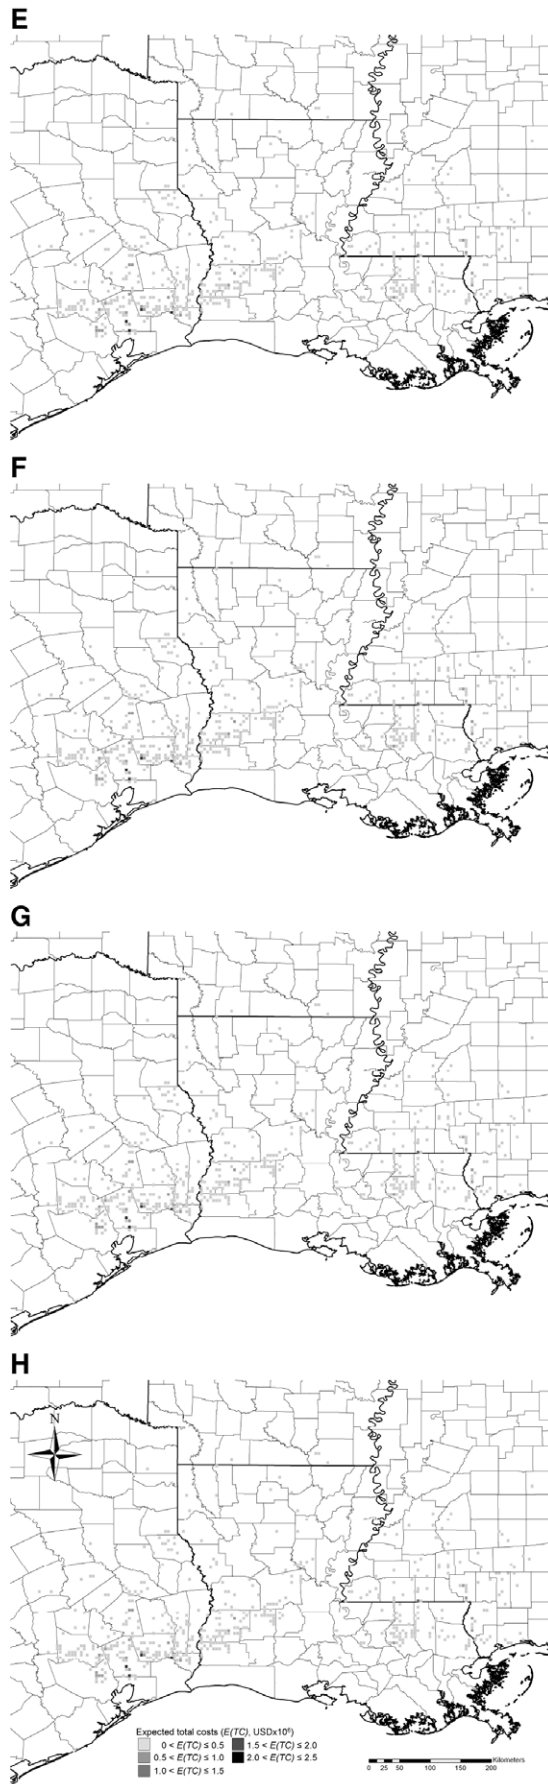 E
F
G
H
N
Expected total costs (E(TC), USDx10⁶)
0 < E(TC) ≤ 0.5
1.5 < E(TC) ≤ 2.0
0.5 < E(TC) ≤ 1.0
2.0 < E(TC) ≤ 2.5
1.0 < E(TC) ≤ 1.5
Kilometers
0 25 50 100 150 200